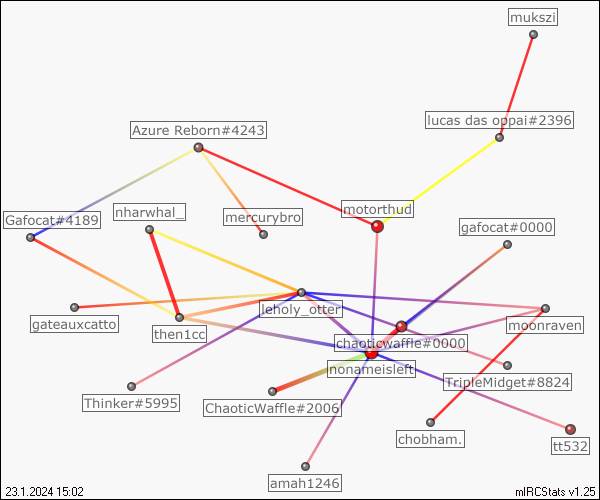 mukszi
lucas das oppai#2396
Azure Reborn#4243
motorthud
nharwhal_
Gafocat#4189
mercurybro
gafocat#0000
leholy_otter
gateauxcatto
then1cc
moonraven
chaoticwaffle#0000
nonameisleft
TripleMidget#8824
Thinker#5995
ChaoticWaffle#2006
chobham.
tt532
amah1246
23.1.2024 15:02
mIRCStats v1.25